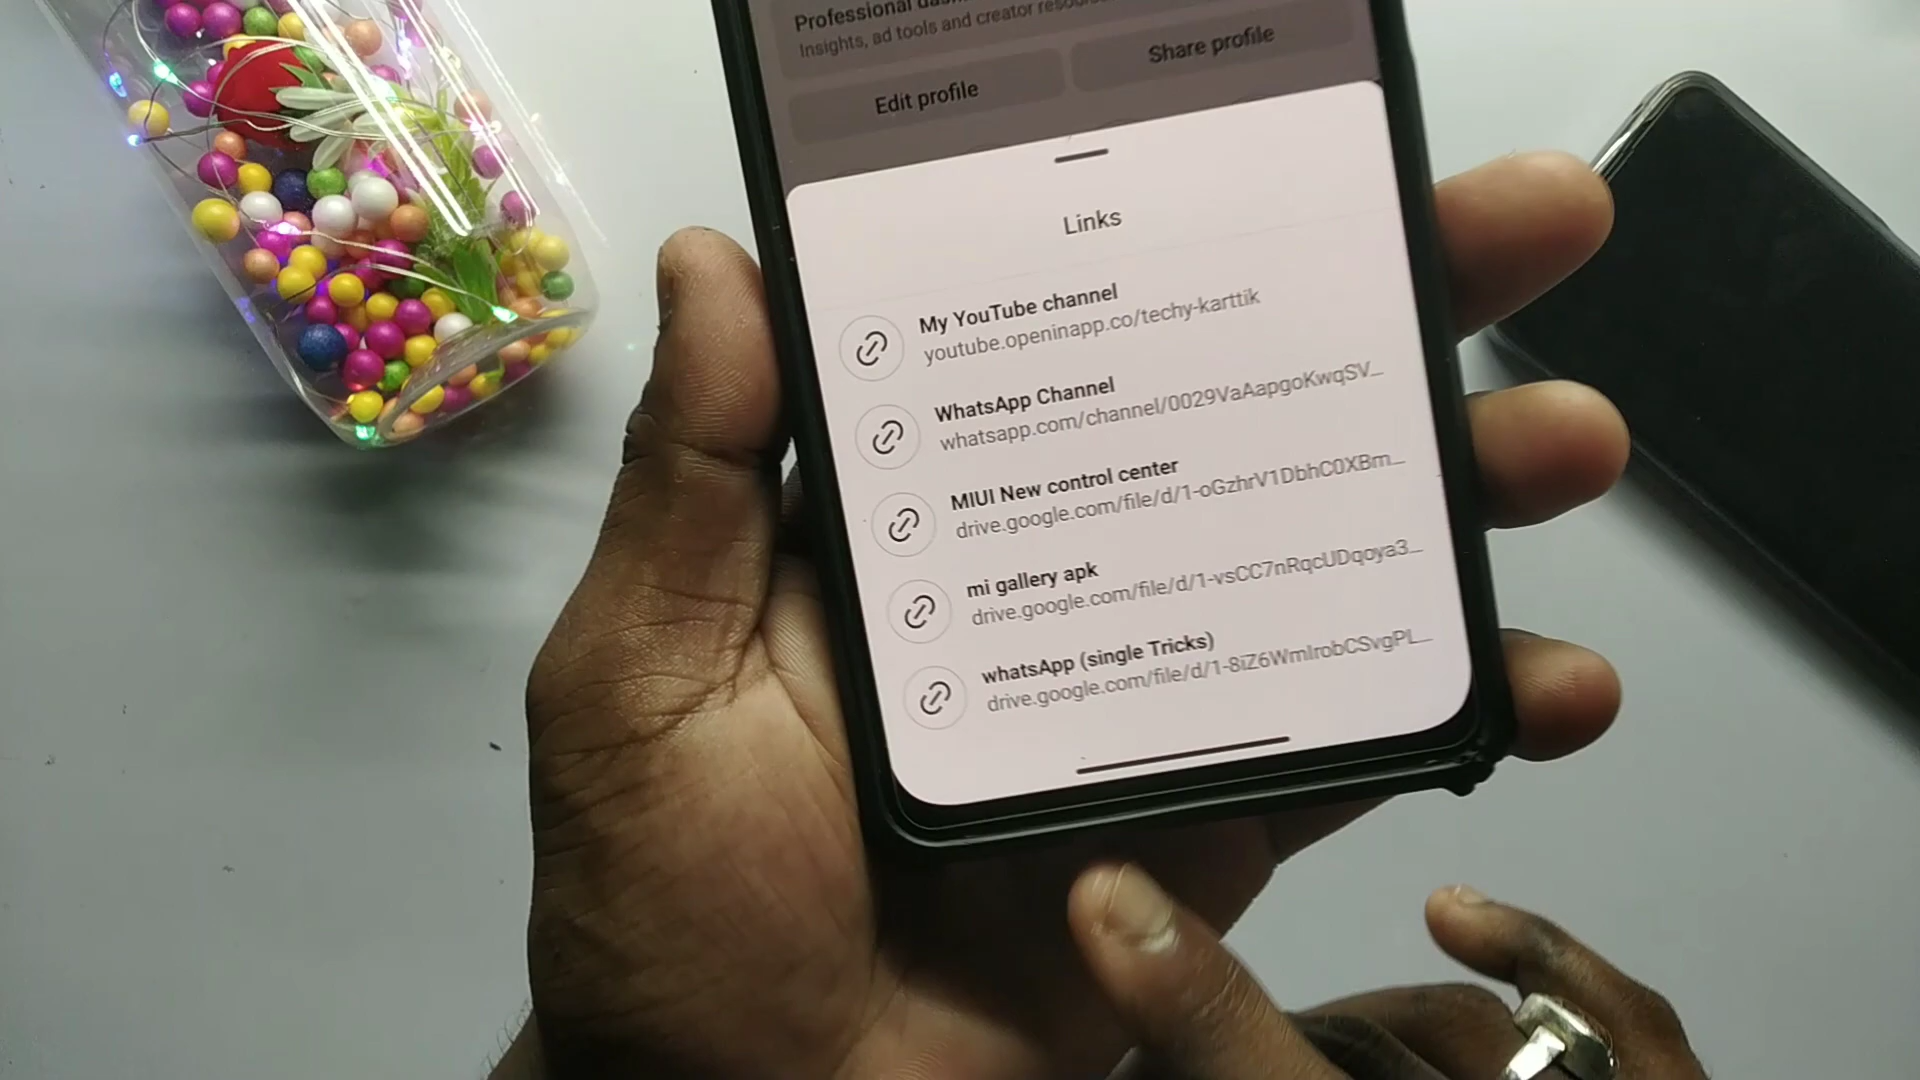 Professional
Insights, ad tools and creator
Edit profile
Share profile
Links
My YouTube channel
youtube.openinapp.co/techy-karttik
WhatsApp Channel
whatsapp.com/channel/0029VaAapgoKwqSV...
MIUI New control center
drive.google.com/file/d/1-oGzhrV1DbhC0XBm...
mi gallery apk
drive.google.com/file/d/1-vsCC7nRqcUDqoya3...
whatsApp (single Tricks)
drive.google.com/file/d/1-8iZ6WmIrobCSvgPL...